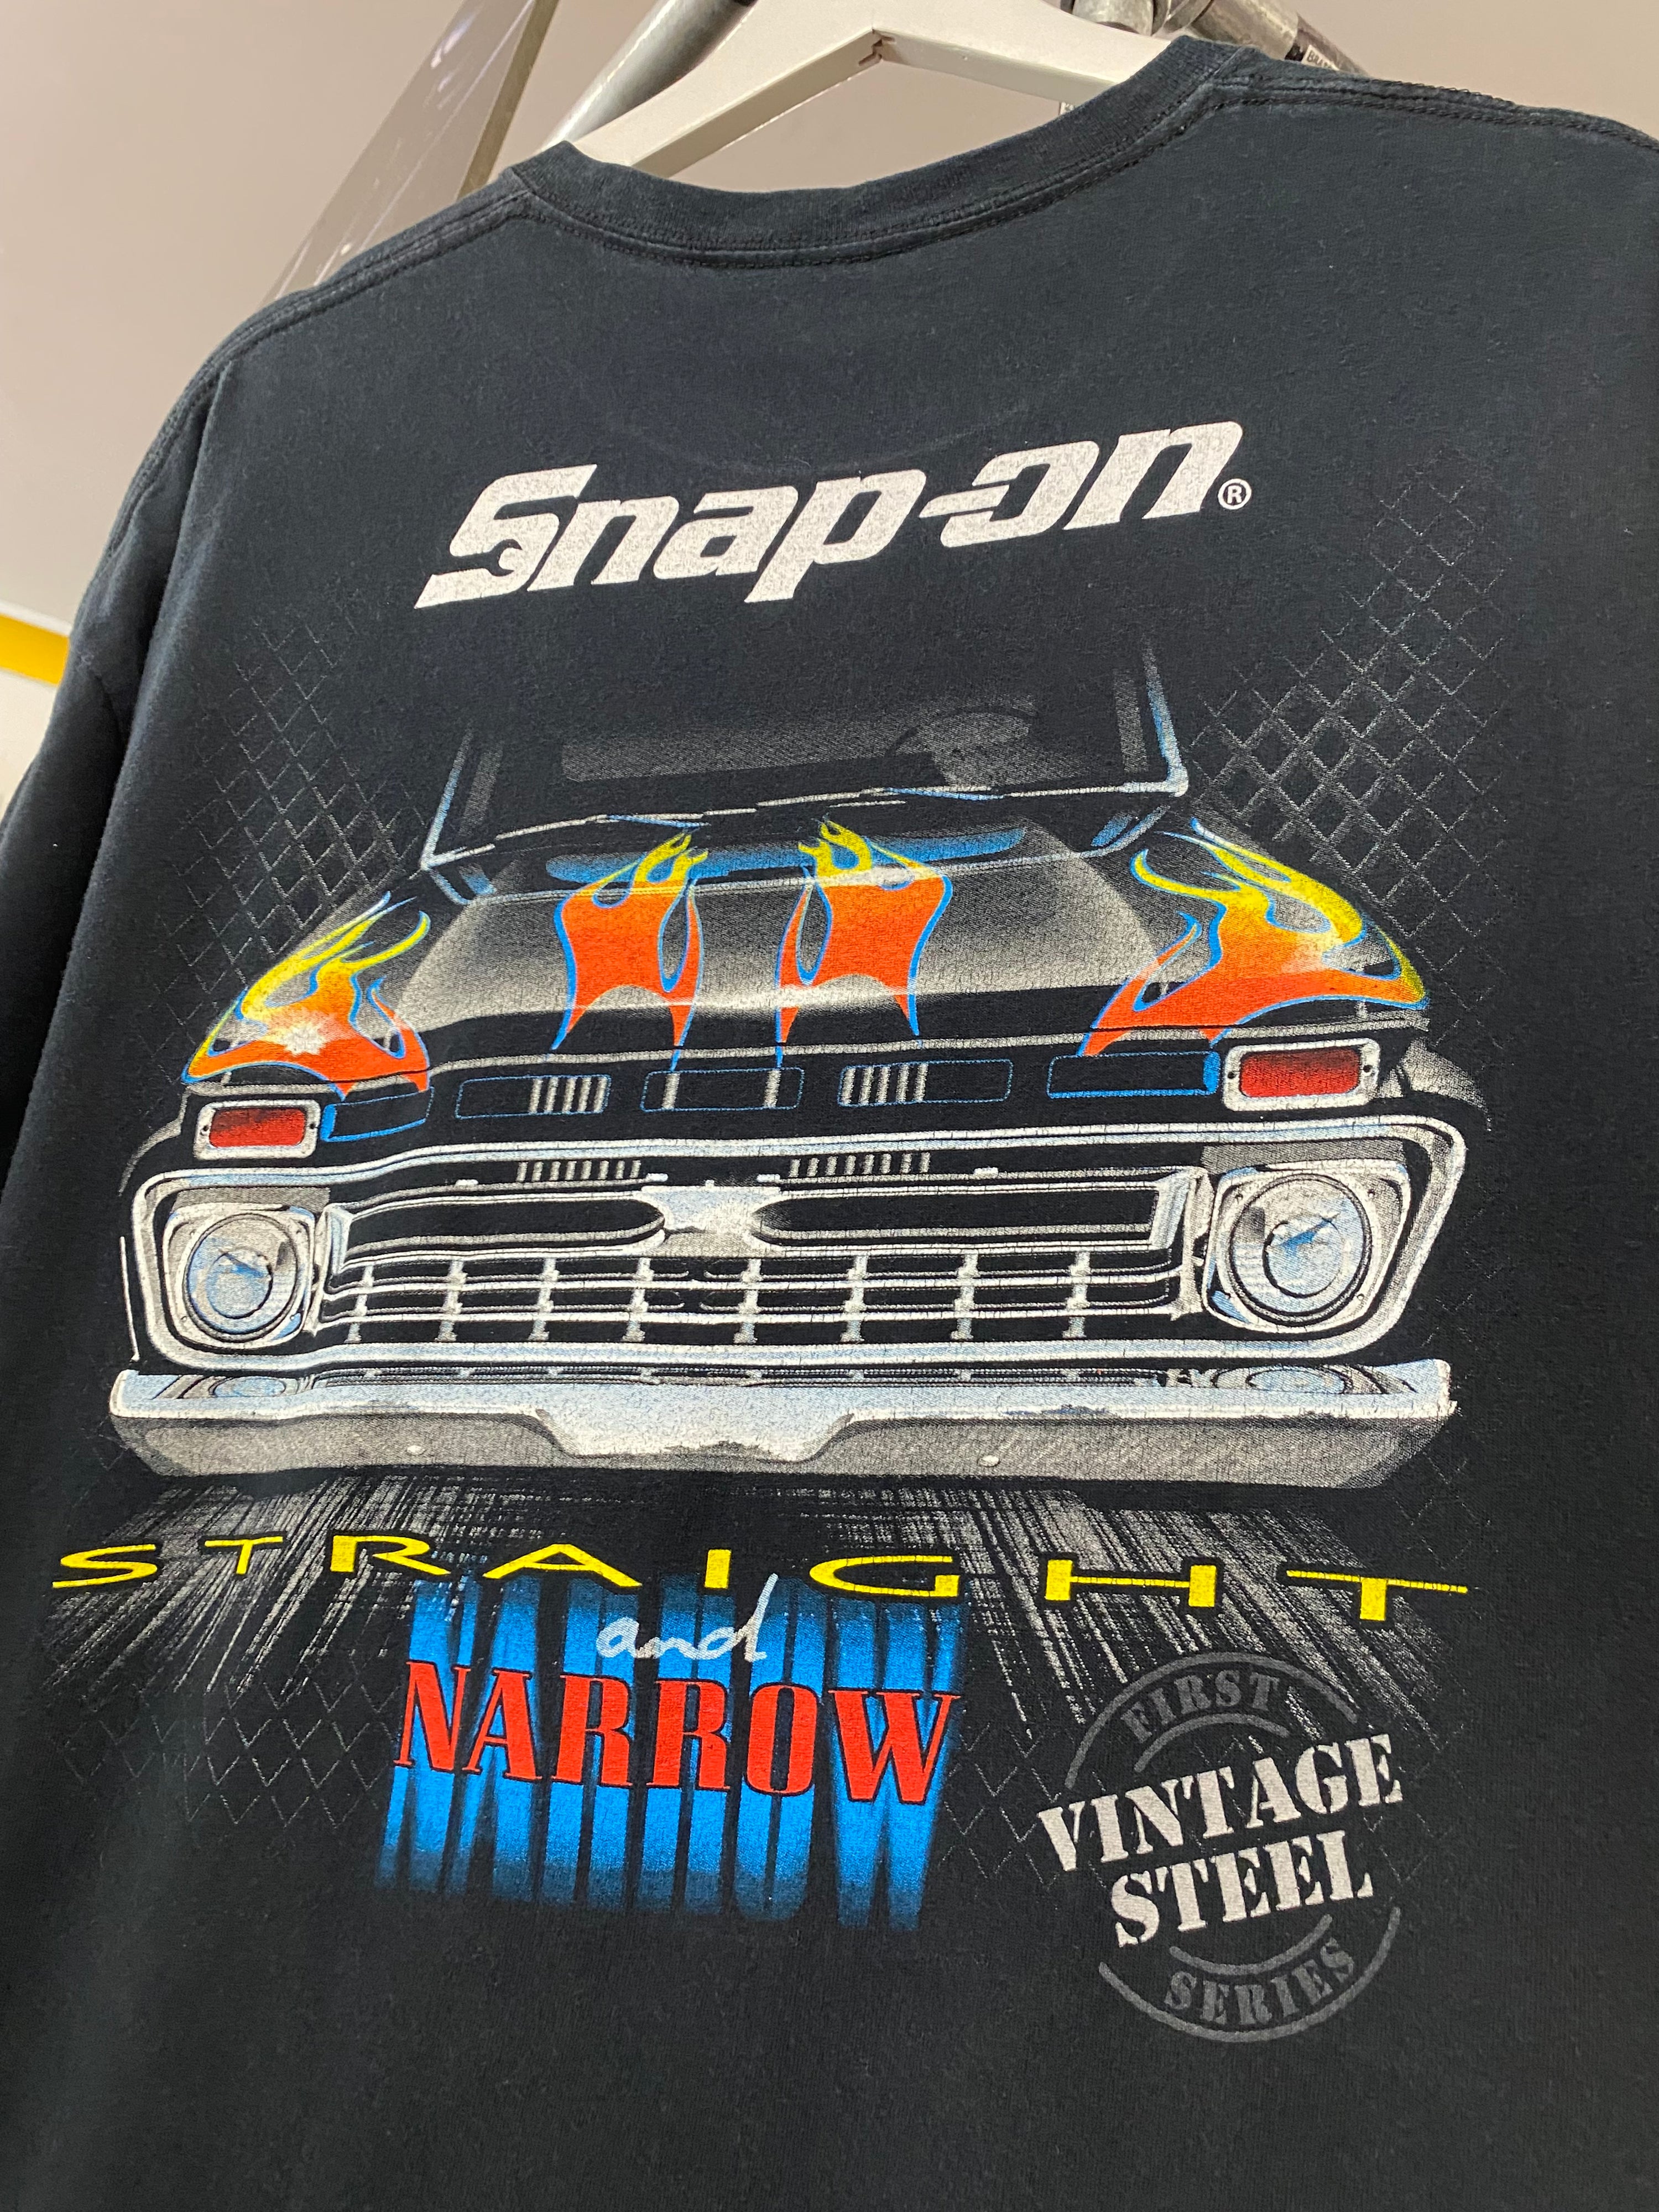 Snap-on®
STRAIGHT
and
NARROW
FIRST
VINTAGE
STEEL
SERIES